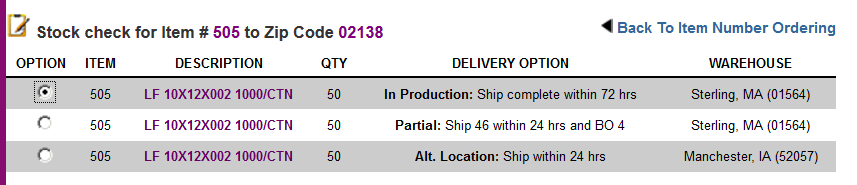 Stock check for Item # 505 to Zip Code 02138
Back To Item Number Ordering
OPTION ITEM DESCRIPTION QTY DELIVERY OPTION WAREHOUSE
505 LF 10X12X002 1000/CTN 50 In Production: Ship complete within 72 hrs Sterling, MA (01564)
505 LF 10X12X002 1000/CTN 50 Partial: Ship 46 within 24 hrs and BO 4 Sterling, MA (01564)
505 LF 10X12X002 1000/CTN 50 Alt. Location: Ship within 24 hrs Manchester, IA (52057)